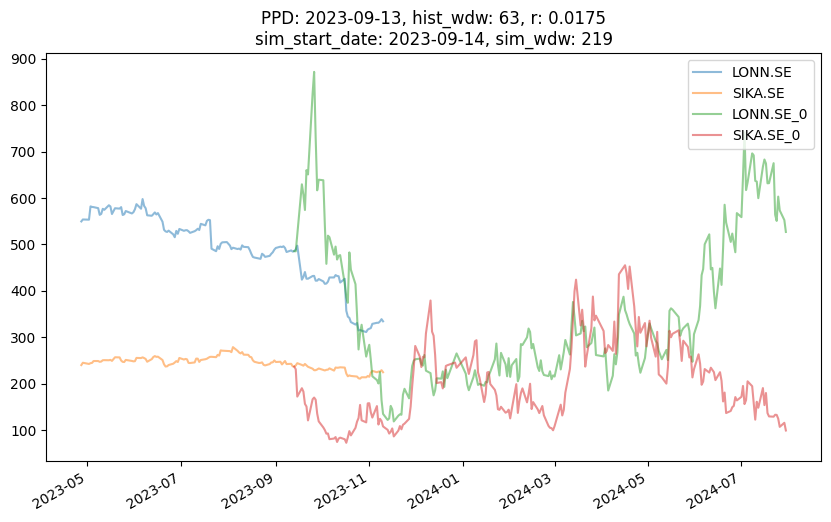 PPD: 2023-09-13, hist_wdw: 63, r: 0.0175
sim_start_date: 2023-09-14, sim_wdw: 219
LONN.SE
SIKA.SE
LONN.SE_0
SIKA.SE_0
900
800
700
600
500
400
300
200
100
2023-05
2023-07
2023-09
2023-11
2024-01
2024-03
2024-05
2024-07